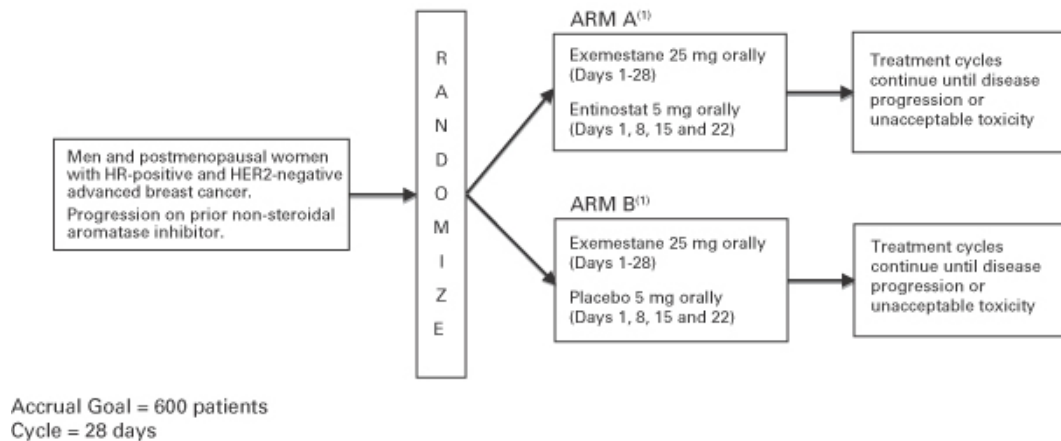 Men and postmenopausal women
with HR-positive and HER2-negative
advanced breast cancer.
Progression on prior non-steroidal
aromatase inhibitor.
R
A
N
D
O
M
I
Z
E
ARM A(1)
Exemestane 25 mg orally
(Days 1-28)
Entinostat 5 mg orally
(Days 1, 8, 15 and 22)
Treatment cycles
continue until disease
progression or
unacceptable toxicity
ARM B(1)
Exemestane 25 mg orally
(Days 1-28)
Placebo 5 mg orally
(Days 1, 8, 15 and 22)
Treatment cycles
continue until disease
progression or
unacceptable toxicity
Accrual Goal = 600 patients
Cycle = 28 days